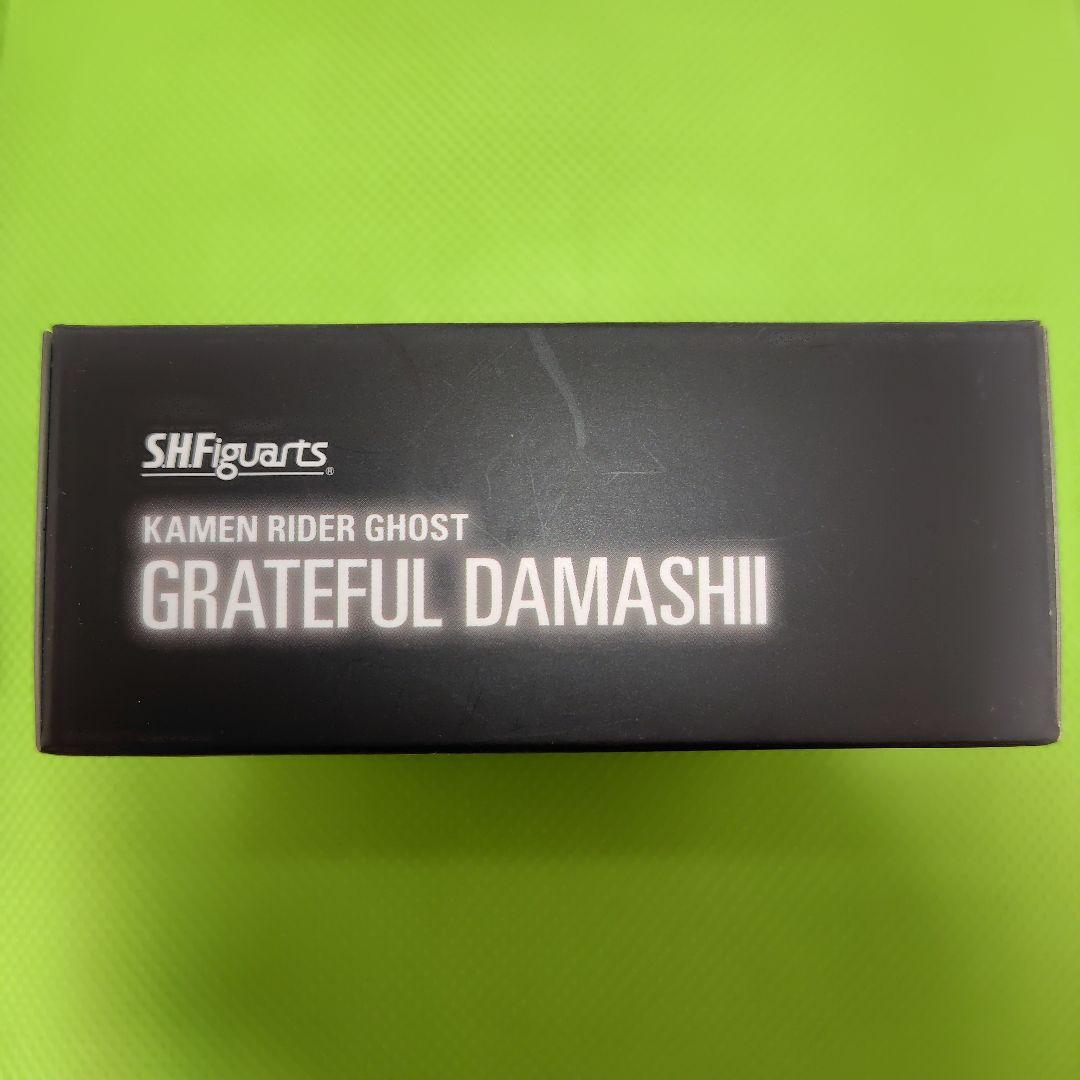 S.H.Figuarts®
KAMEN RIDER GHOST
GRATEFUL DAMASHII